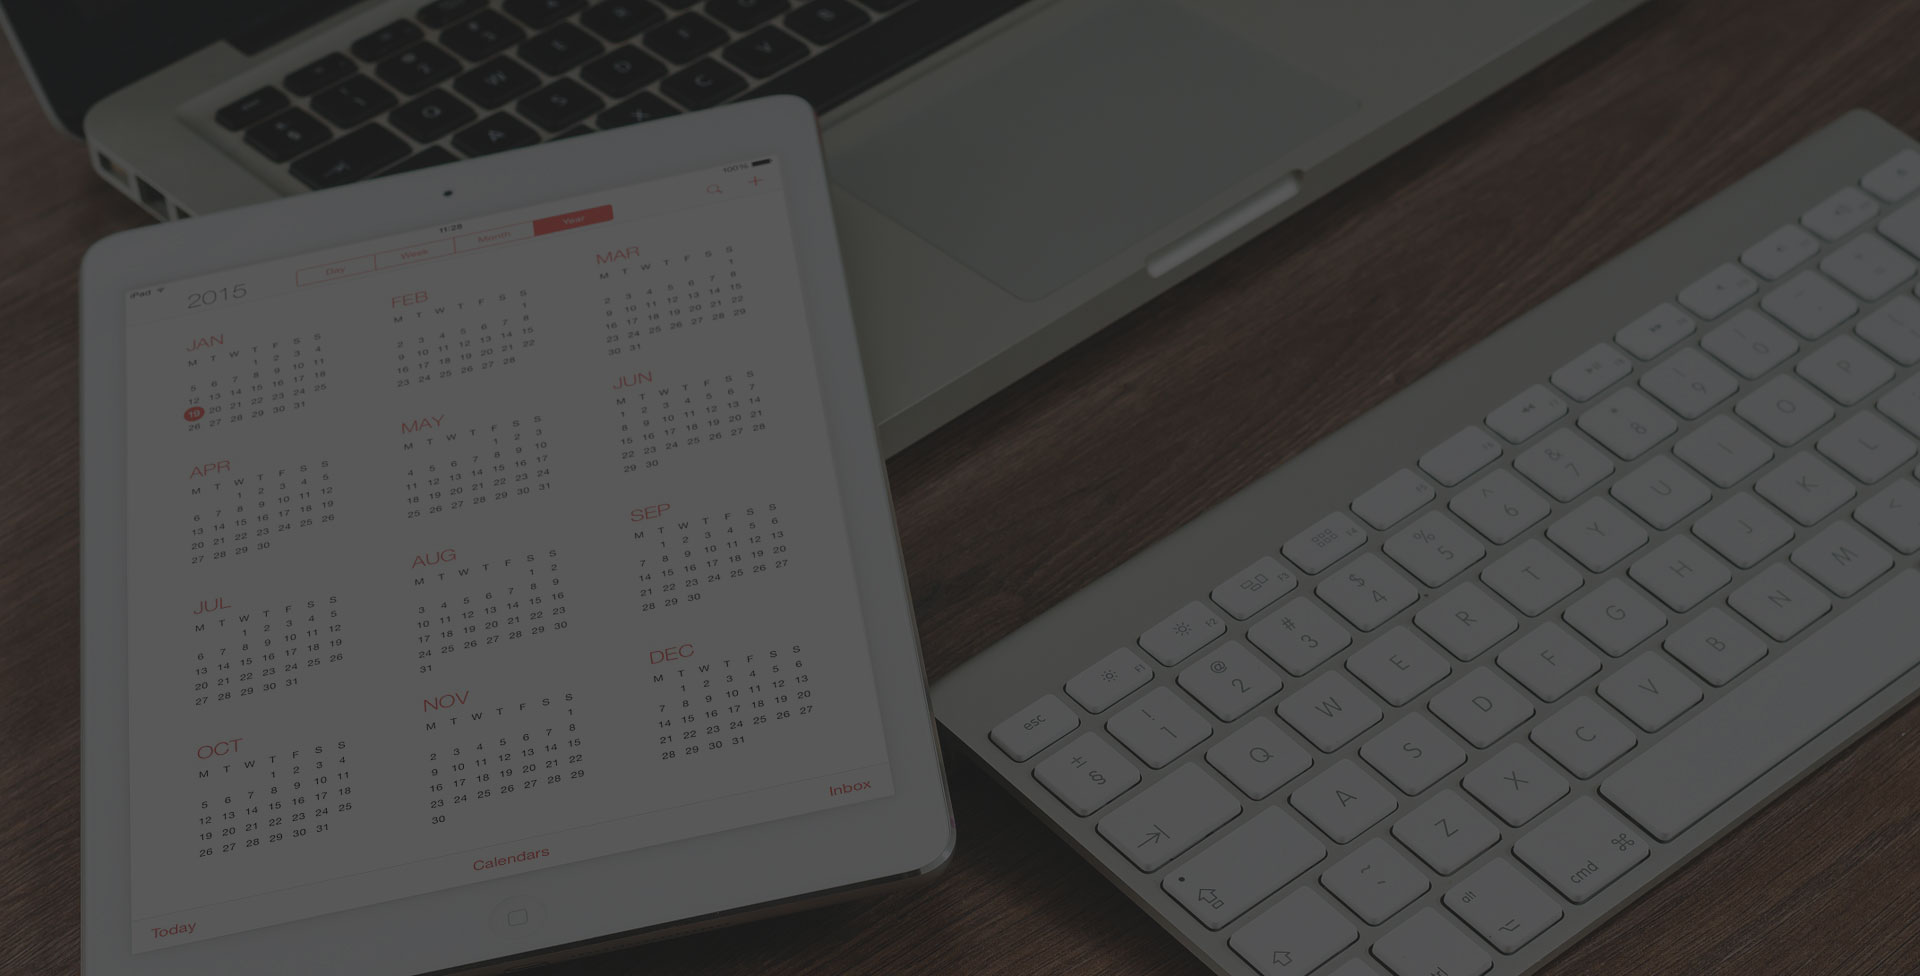 iPad 11:28 100%
2015 Day Week Month Year
JAN
M T W T F S S
1 2 3 4
5 6 7 8 9 10 11
12 13 14 15 16 17 18
19 20 21 22 23 24 25
26 27 28 29 30 31
FEB
M T W T F S S
1
2 3 4 5 6 7 8
9 10 11 12 13 14 15
16 17 18 19 20 21 22
23 24 25 26 27 28
MAR
M T W T F S S
1
2 3 4 5 6 7 8
9 10 11 12 13 14 15
16 17 18 19 20 21 22
23 24 25 26 27 28 29
30 31
APR
M T W T F S S
1 2 3 4 5
6 7 8 9 10 11 12
13 14 15 16 17 18 19
20 21 22 23 24 25 26
27 28 29 30
MAY
M T W T F S S
1 2 3
4 5 6 7 8 9 10
11 12 13 14 15 16 17
18 19 20 21 22 23 24
25 26 27 28 29 30 31
JUN
M T W T F S S
1 2 3 4 5 6 7
8 9 10 11 12 13 14
15 16 17 18 19 20 21
22 23 24 25 26 27 28
29 30
JUL
M T W T F S S
1 2 3 4 5
6 7 8 9 10 11 12
13 14 15 16 17 18 19
20 21 22 23 24 25 26
27 28 29 30 31
AUG
M T W T F S S
1 2
3 4 5 6 7 8 9
10 11 12 13 14 15 16
17 18 19 20 21 22 23
24 25 26 27 28 29 30
31
SEP
M T W T F S S
1 2 3 4 5 6
7 8 9 10 11 12 13
14 15 16 17 18 19 20
21 22 23 24 25 26 27
28 29 30
OCT
M T W T F S S
1 2 3 4
5 6 7 8 9 10 11
12 13 14 15 16 17 18
19 20 21 22 23 24 25
26 27 28 29 30 31
NOV
M T W T F S S
1
2 3 4 5 6 7 8
9 10 11 12 13 14 15
16 17 18 19 20 21 22
23 24 25 26 27 28 29
30
DEC
M T W T F S S
1 2 3 4 5 6
7 8 9 10 11 12 13
14 15 16 17 18 19 20
21 22 23 24 25 26 27
28 29 30 31
Today Calendars Inbox
esc F1 F2 F3 F4 F5
± § ! 1 @ 2 # 3 $ 4 % 5 ^ 6 & 7 * 8 9 0
Q W E R T Y U I O P
A S D F G H J K L
~ Z X C V B N M <
alt cmd